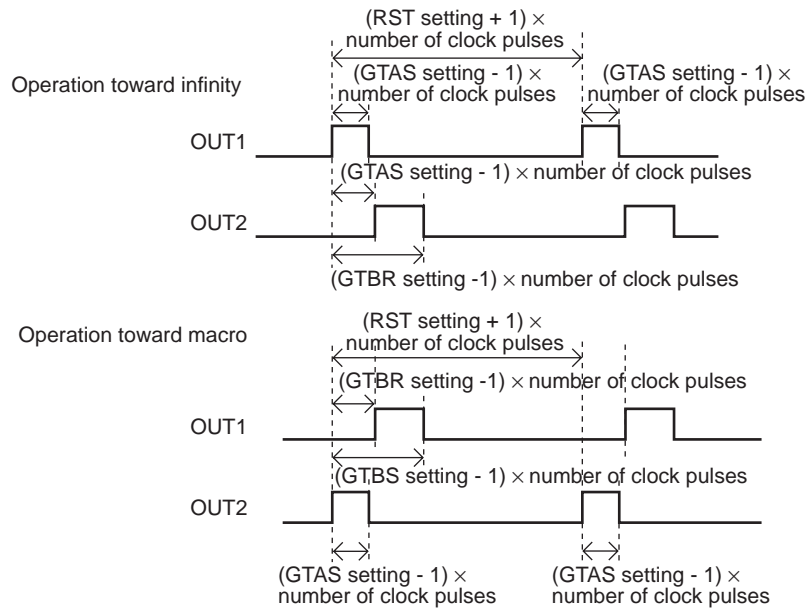 (RST setting + 1) ×
number of clock pulses
Operation toward infinity
(GTAS setting - 1) ×
number of clock pulses
(GTAS setting - 1) ×
number of clock pulses
OUT1
(GTAS setting - 1) × number of clock pulses
OUT2
(GTBR setting -1) × number of clock pulses
Operation toward macro
(RST setting + 1) ×
number of clock pulses
(GTBR setting -1) × number of clock pulses
OUT1
(GTBS setting - 1) × number of clock pulses
OUT2
(GTAS setting - 1) ×
number of clock pulses
(GTAS setting - 1) ×
number of clock pulses